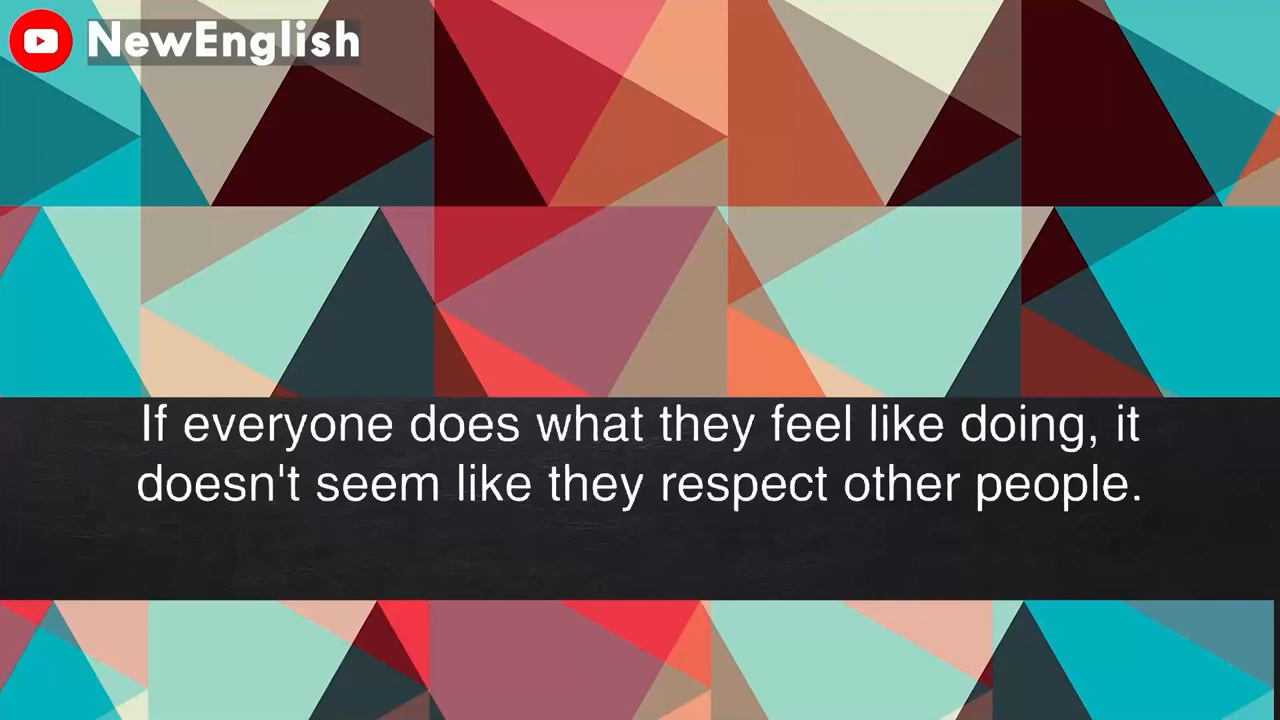 NewEnglish
If everyone does what they feel like doing, it
doesn't seem like they respect other people.